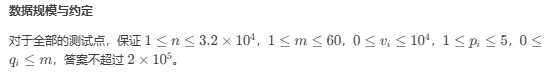 数据规模与约定
对于全部的测试点，保证 1 ≤ n ≤ 3.2 × 10⁴，1 ≤ m ≤ 60，0 ≤ vᵢ ≤ 10⁴，1 ≤ pᵢ ≤ 5，0 ≤
qᵢ ≤ m，答案不超过 2 × 10⁵。